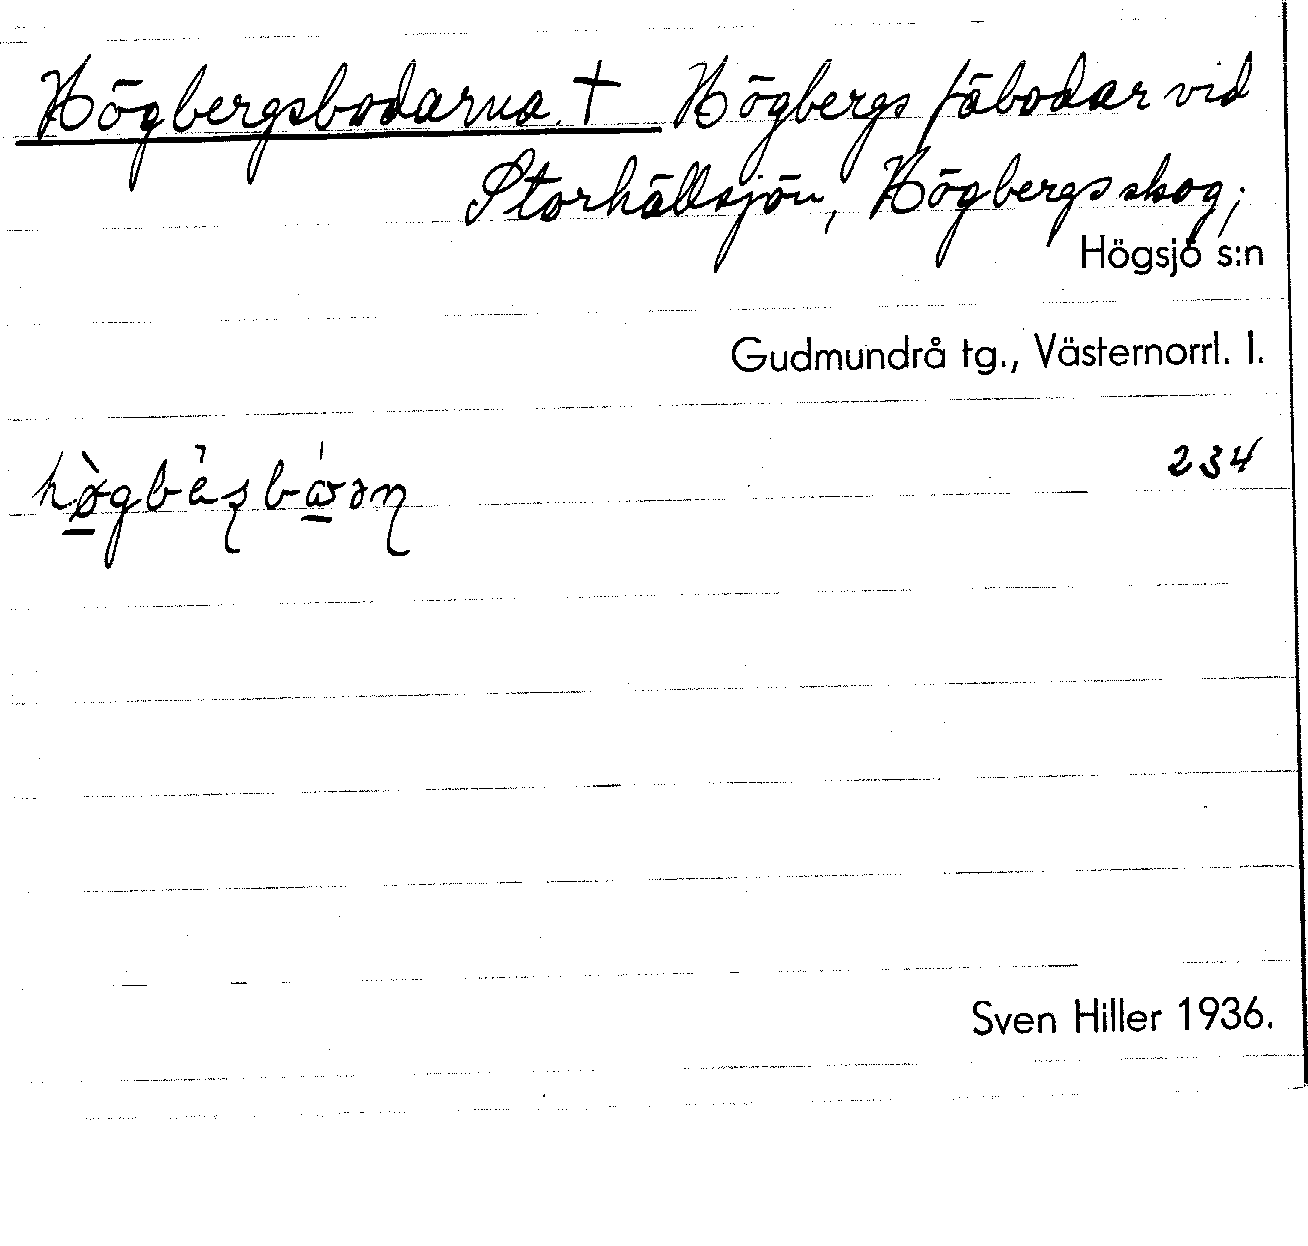 Högbergsbodarna. † Högbergs fäbodar vid
Storhällsjön, Högbergsskog;
Högsjö s:n
Gudmundrå tg., Västernorrl. l.
234
Sven Hiller 1936.